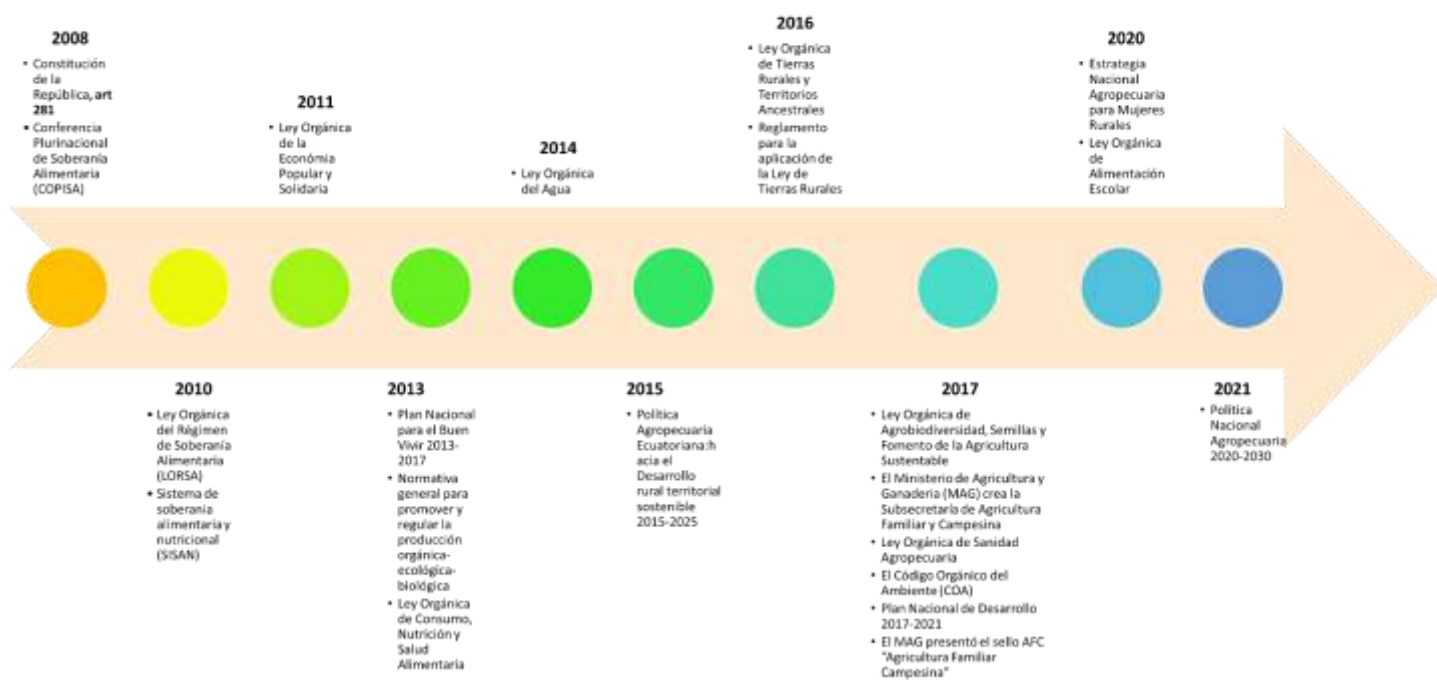 2008
• Constitución
de la
República, art
281
• Conferencia
Plurinacional
de Soberanía
Alimentaria
(COPISA)
2010
• Ley Orgánica
del Régimen
de Soberanía
Alimentaria
(LORSA)
• Sistema de
soberanía
alimentaria y
nutricional
(SISAN)
2011
• Ley Orgánica
de la
Económia
Popular y
Solidaria
2013
• Plan Nacional
para el Buen
Vivir 2013-
2017
• Normativa
general para
promover y
regular la
producción
orgánica-
ecológica-
biológica
• Ley Orgánica
de Consumo,
Nutrición y
Salud
Alimentaria
2014
• Ley Orgánica
del Agua
2015
• Política
Agropecuaria
Ecuatoriana:h
acia el
Desarrollo
rural territorial
sostenible
2015-2025
2016
• Ley Orgánica
de Tierras
Rurales y
Territorios
Ancestrales
• Reglamento
para la
aplicación de
la Ley de
Tierras Rurales
2017
• Ley Orgánica de
Agrobiodiversidad, Semillas y
Fomento de la Agricultura
Sustentable
• El Ministerio de Agricultura y
Ganadería (MAG) crea la
Subsecretaría de Agricultura
Familiar y Campesina
• Ley Orgánica de Sanidad
Agropecuaria
• El Código Orgánico del
Ambiente (COA)
• Plan Nacional de Desarrollo
2017-2021
• El MAG presentó el sello AFC
"Agricultura Familiar
Campesina"
2020
• Estrategia
Nacional
Agropecuaria
para Mujeres
Rurales
• Ley Orgánica
de
Alimentación
Escolar
2021
• Política
Nacional
Agropecuaria
2020-2030